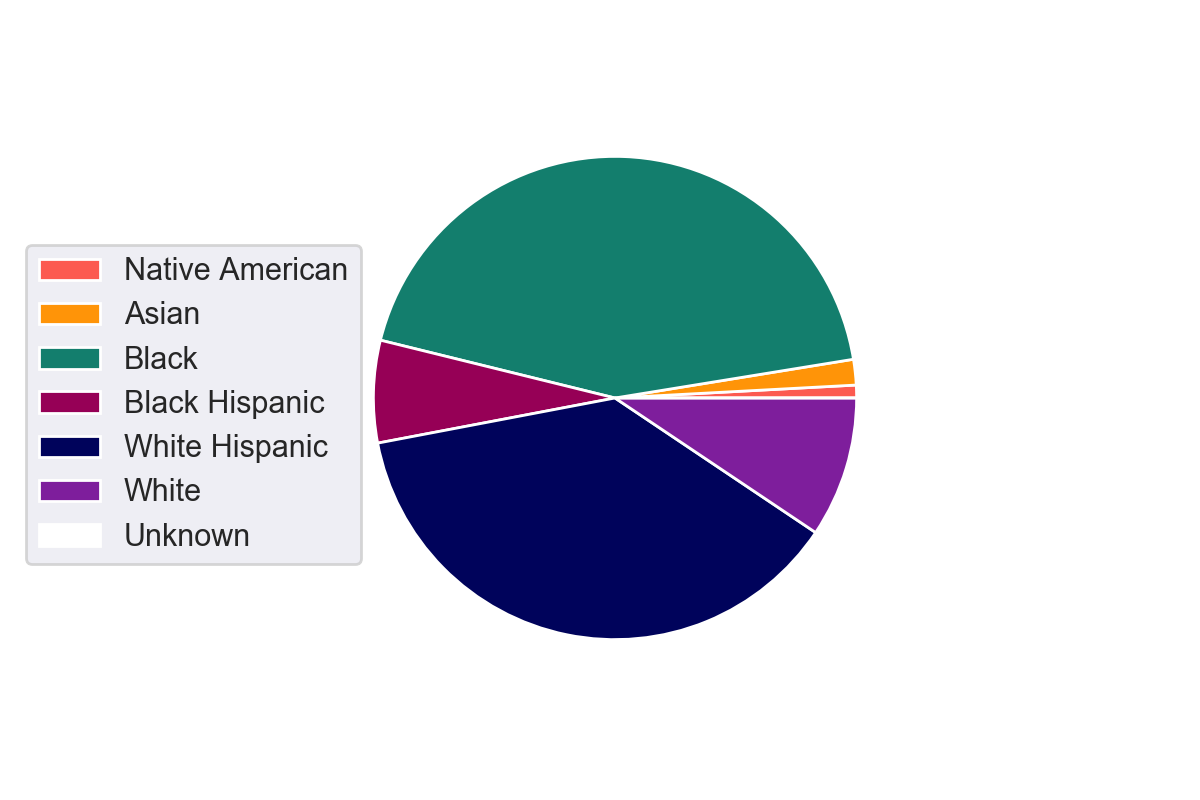 Native American
Asian
Black
Black Hispanic
White Hispanic
White
Unknown